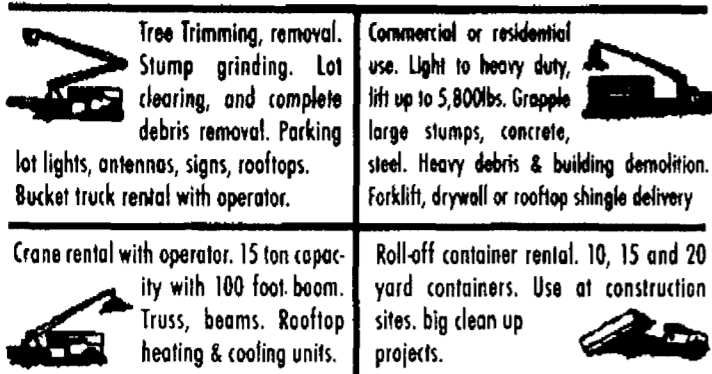 Tree Trimming, removal.
Stump grinding. Lot
clearing, and complete
debris removal. Parking
lot lights, antennas, signs, rooftops.
Bucket truck rental with operator.
Commercial or residential
use. Light to heavy duty,
lift up to 5,800lbs. Grapple
large stumps, concrete,
steel. Heavy debris & building demolition.
Forklift, drywall or rooftop shingle delivery
Crane rental with operator. 15 ton capac-
ity with 100 foot. boom.
Truss, beams. Rooftop
heating & cooling units.
Roll-off container rental. 10, 15 and 20
yard containers. Use at construction
sites. big clean up
projects.